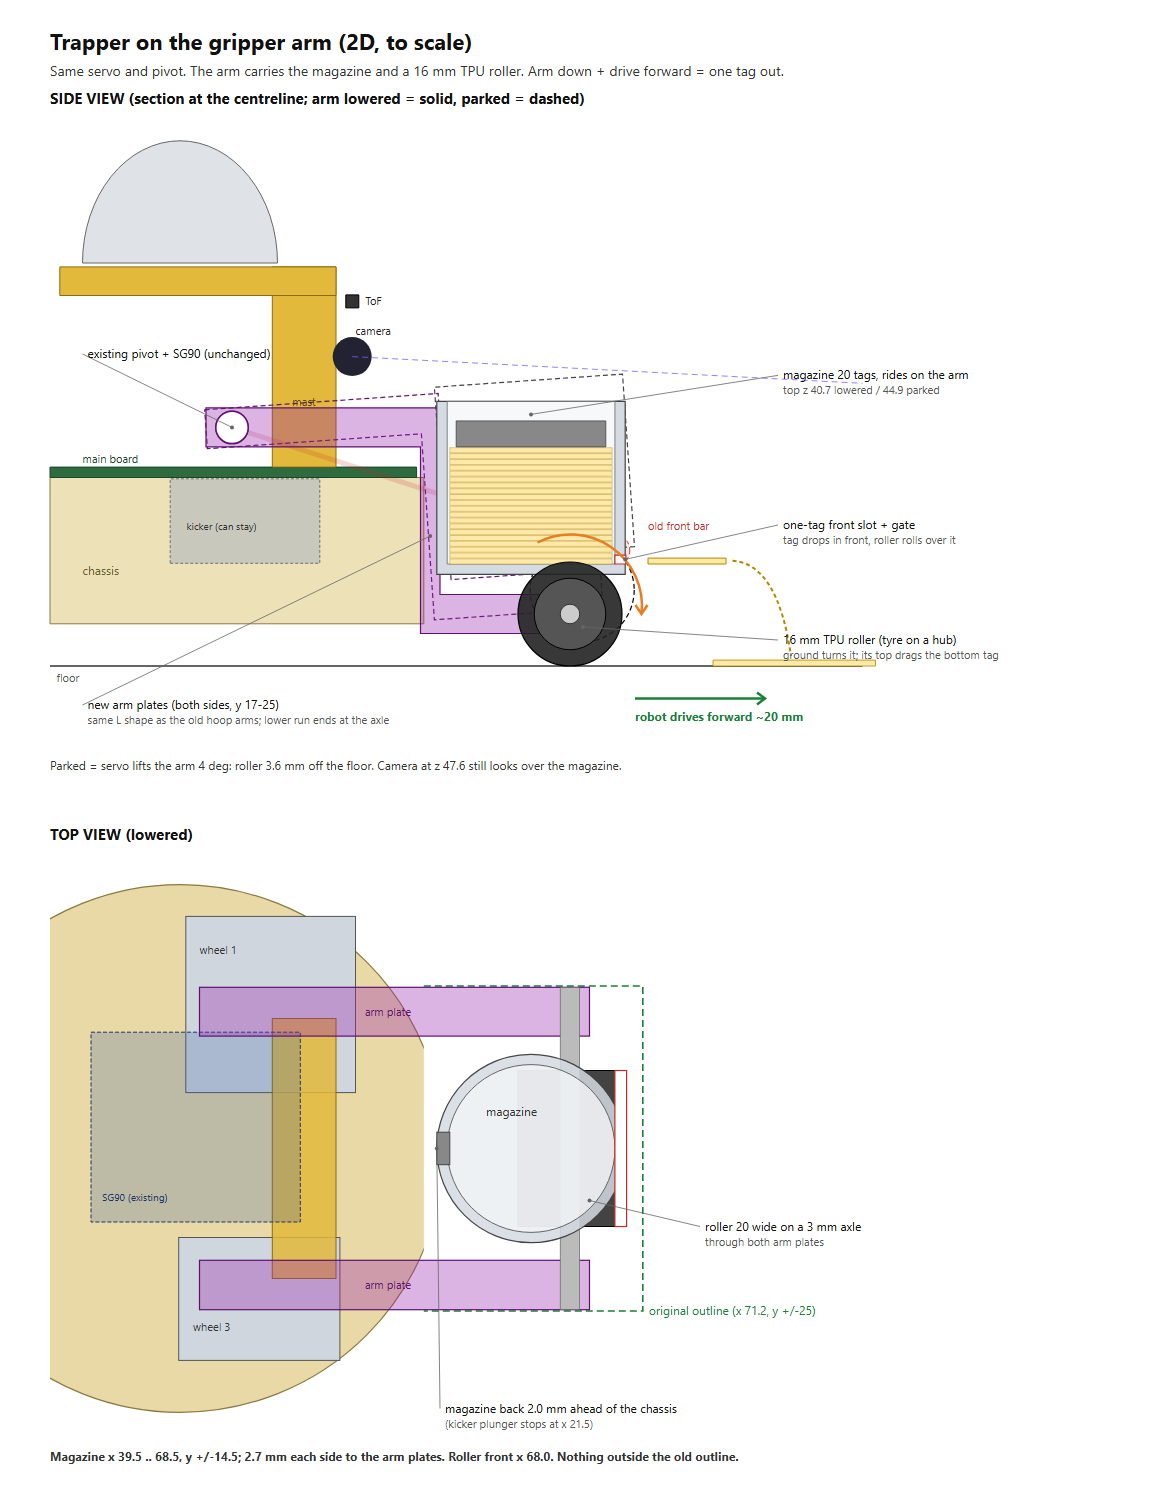 Trapper on the gripper arm (2D, to scale)
Same servo and pivot. The arm carries the magazine and a 16 mm TPU roller. Arm down + drive forward = one tag out.
SIDE VIEW (section at the centreline; arm lowered = solid, parked = dashed)
ToF
camera
existing pivot + SG90 (unchanged)
magazine 20 tags, rides on the arm
top z 40.7 lowered / 44.9 parked
mast
main board
kicker (can stay)
old front bar
one-tag front slot + gate
tag drops in front, roller rolls over it
chassis
16 mm TPU roller (tyre on a hub)
ground turns it; its top drags the bottom tag
floor
new arm plates (both sides, y 17-25)
same L shape as the old hoop arms; lower run ends at the axle
robot drives forward ~20 mm
Parked = servo lifts the arm 4 deg: roller 3.6 mm off the floor. Camera at z 47.6 still looks over the magazine.
TOP VIEW (lowered)
wheel 1
arm plate
magazine
SG90 (existing)
roller 20 wide on a 3 mm axle
through both arm plates
arm plate
original outline (x 71.2, y +/-25)
wheel 3
magazine back 2.0 mm ahead of the chassis
(kicker plunger stops at x 21.5)
Magazine x 39.5 .. 68.5, y +/-14.5; 2.7 mm each side to the arm plates. Roller front x 68.0. Nothing outside the old outline.